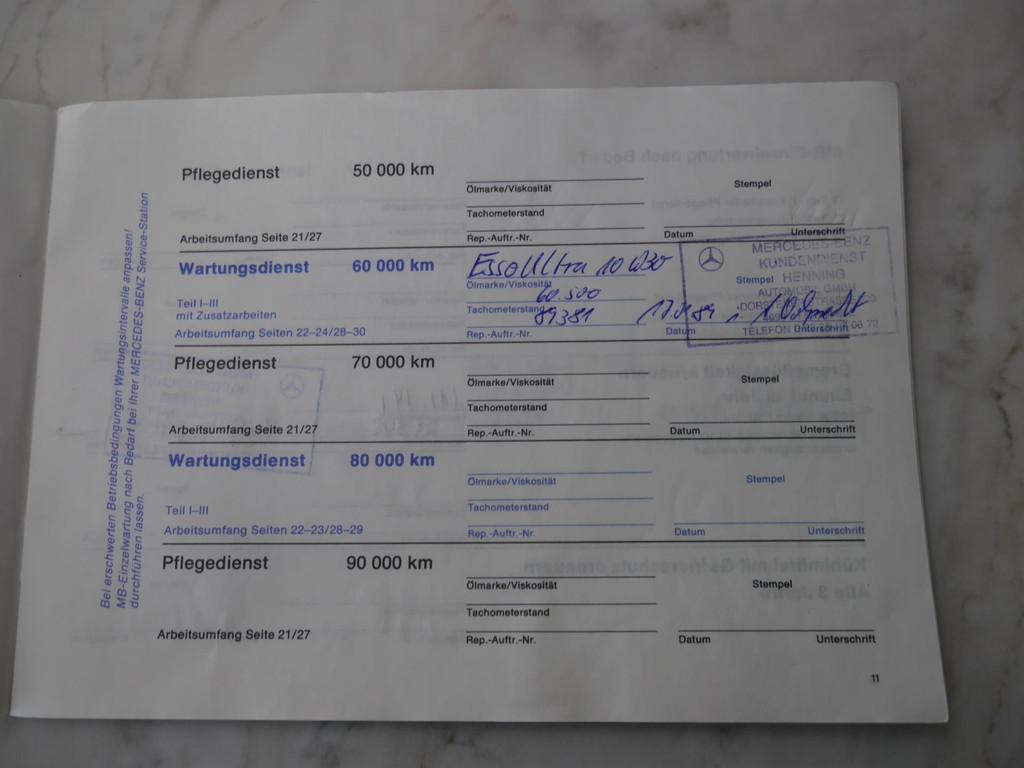 Pflegedienst 50 000 km
Ölmarke/Viskosität Stempel
Tachometerstand
Arbeitsumfang Seite 21/27 Rep.-Auftr.-Nr. Datum Unterschrift
Wartungsdienst 60 000 km Esso Ultra 10W30
MERCEDES-BENZ
KUNDENDIENST
HENNING
AUTOMOBIL GMBH
TELEFON
Ölmarke/Viskosität Stempel
60 500
Teil I–III Tachometerstand
mit Zusatzarbeiten 89381
Arbeitsumfang Seiten 22–24/28–30 Rep.-Auftr.-Nr. Datum Unterschrift
Pflegedienst 70 000 km
Ölmarke/Viskosität Stempel
Tachometerstand
Arbeitsumfang Seite 21/27 Rep.-Auftr.-Nr. Datum Unterschrift
Wartungsdienst 80 000 km
Ölmarke/Viskosität Stempel
Teil I–III Tachometerstand
Arbeitsumfang Seiten 22–23/28–29 Rep.-Auftr.-Nr. Datum Unterschrift
Pflegedienst 90 000 km
Ölmarke/Viskosität Stempel
Tachometerstand
Arbeitsumfang Seite 21/27 Rep.-Auftr.-Nr. Datum Unterschrift
11
Bei erschwerten Betriebsbedingungen Wartungsintervalle anpassen!
MB-Einzelwartung nach Bedarf bei Ihrer MERCEDES-BENZ Service-Station
durchführen lassen.